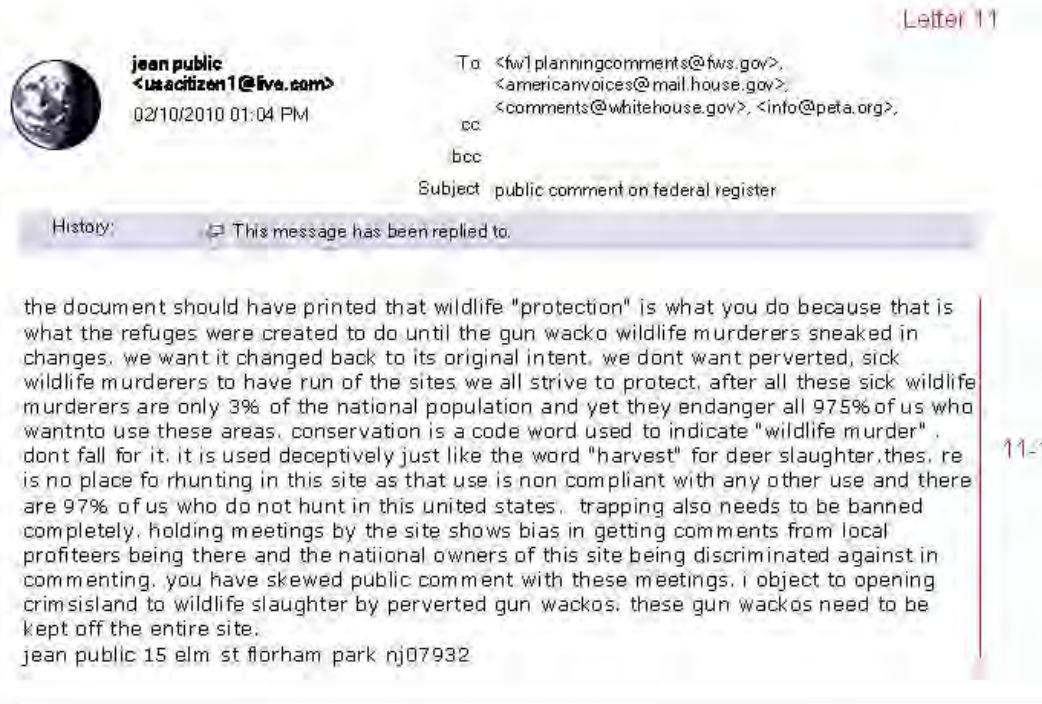 Letter 11
jean public
<usacitizen1@live.com>
02/10/2010 01:04 PM
To <fw1planningcomments@fws.gov>,
<americanvoices@mail.house.gov>,
<comments@whitehouse.gov>, <info@peta.org>,
cc
bcc
Subject public comment on federal register
History: This message has been replied to.
the document should have printed that wildlife "protection" is what you do because that is
what the refuges were created to do until the gun wacko wildlife murderers sneaked in
changes. we want it changed back to its original intent. we dont want perverted, sick
wildlife murderers to have run of the sites we all strive to protect. after all these sick wildlife
murderers are only 3% of the national population and yet they endanger all 975% of us who
wantnto use these areas. conservation is a code word used to indicate "wildlife murder" .
dont fall for it. it is used deceptively just like the word "harvest" for deer slaughter.thes. re
is no place fo rhunting in this site as that use is non compliant with any other use and there
are 97% of us who do not hunt in this united states. trapping also needs to be banned
completely. holding meetings by the site shows bias in getting comments from local
profiteers being there and the natiional owners of this site being discriminated against in
commenting. you have skewed public comment with these meetings. i object to opening
crimsisland to wildlife slaughter by perverted gun wackos. these gun wackos need to be
kept off the entire site.
jean public 15 elm st florham park nj07932
11-1